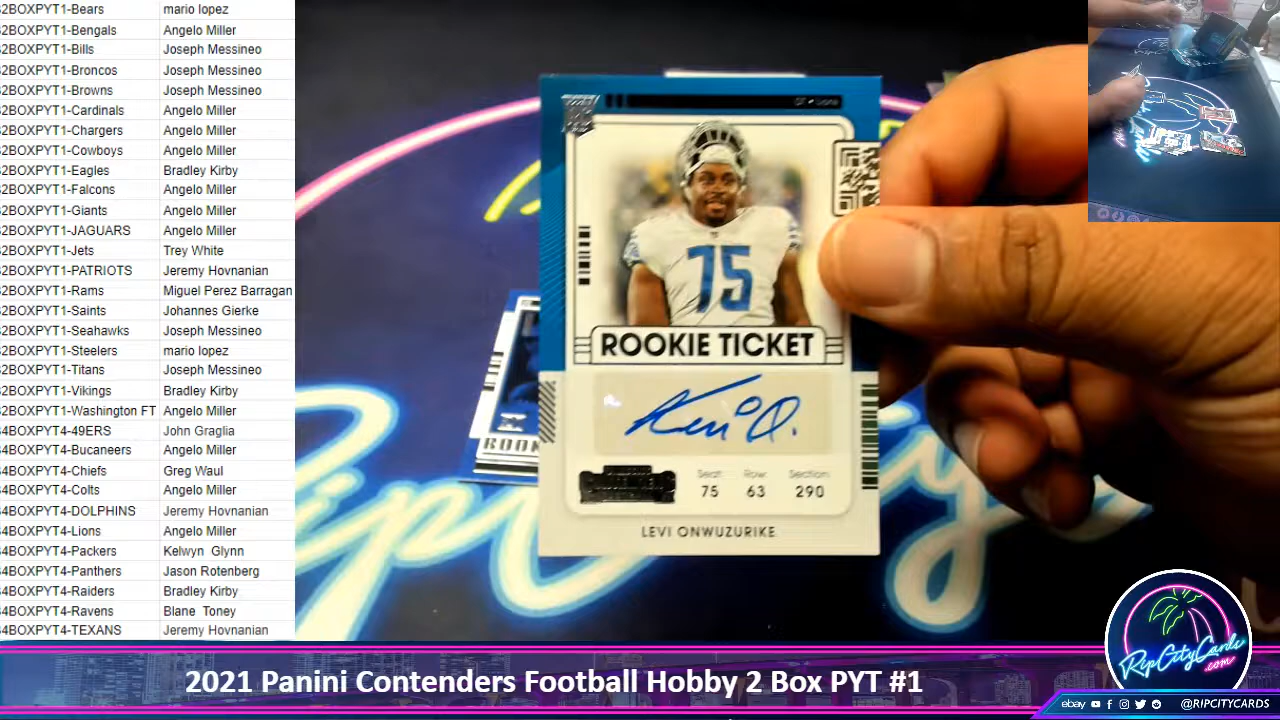 2BOXPYT1-Bears mario lopez
2BOXPYT1-Bengals Angelo Miller
2BOXPYT1-Bills Joseph Messineo
2BOXPYT1-Broncos Joseph Messineo
2BOXPYT1-Browns Joseph Messineo
2BOXPYT1-Cardinals Angelo Miller
2BOXPYT1-Chargers Angelo Miller
2BOXPYT1-Cowboys Angelo Miller
2BOXPYT1-Eagles Bradley Kirby
2BOXPYT1-Falcons Angelo Miller
2BOXPYT1-Giants Angelo Miller
2BOXPYT1-JAGUARS Angelo Miller
2BOXPYT1-Jets Trey White
2BOXPYT1-PATRIOTS Jeremy Hovnanian
2BOXPYT1-Rams Miguel Perez Barragan
2BOXPYT1-Saints Johannes Gierke
2BOXPYT1-Seahawks Joseph Messineo
2BOXPYT1-Steelers mario lopez
2BOXPYT1-Titans Joseph Messineo
2BOXPYT1-Vikings Bradley Kirby
2BOXPYT1-Washington FT Angelo Miller
4BOXPYT4-49ERS John Graglia
4BOXPYT4-Bucaneers Angelo Miller
4BOXPYT4-Chiefs Greg Waul
4BOXPYT4-Colts Angelo Miller
4BOXPYT4-DOLPHINS Jeremy Hovnanian
4BOXPYT4-Lions Angelo Miller
4BOXPYT4-Packers Kelwyn Glynn
4BOXPYT4-Panthers Jason Rotenberg
4BOXPYT4-Raiders Bradley Kirby
4BOXPYT4-Ravens Blane Toney
4BOXPYT4-TEXANS Jeremy Hovnanian
DT • Lions
75
ROOKIE TICKET
Seat Row Section
75 63 290
LEVI ONWUZURIKE
ROOK
RipCityCards
.com
2021 Panini Contenders Football Hobby 2 Box PYT #1
ebay @RIPCITYCARDS